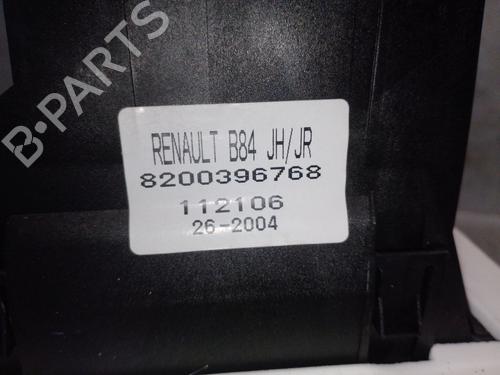 RENAULT B84 JH/JR
8200396768
112106
26-2004
B-PARTS